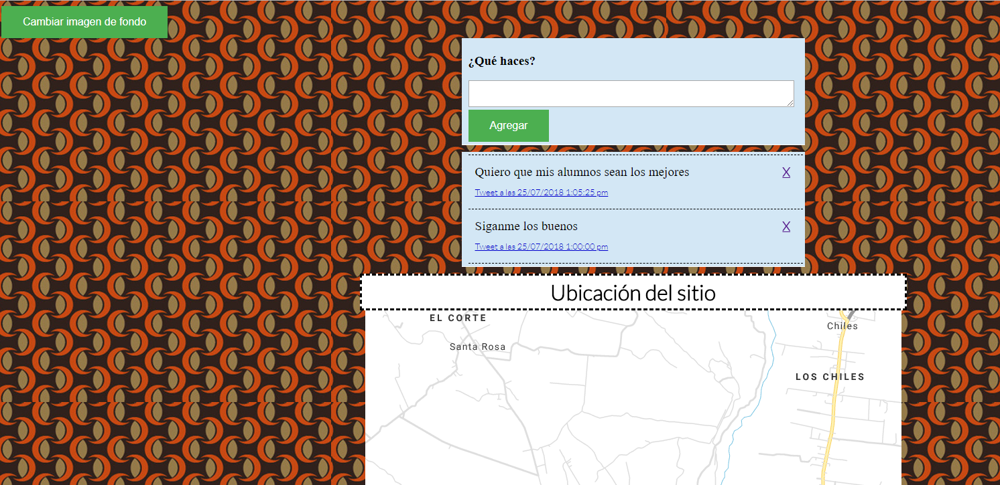 Cambiar imagen de fondo
¿Qué haces?
Agregar
Quiero que mis alumnos sean los mejores
X
Tweet a las 25/07/2018 1:05:25 pm
Siganme los buenos
X
Tweet a las 25/07/2018 1:00:00 pm
Ubicación del sitio
EL CORTE
Chiles
Santa Rosa
LOS CHILES